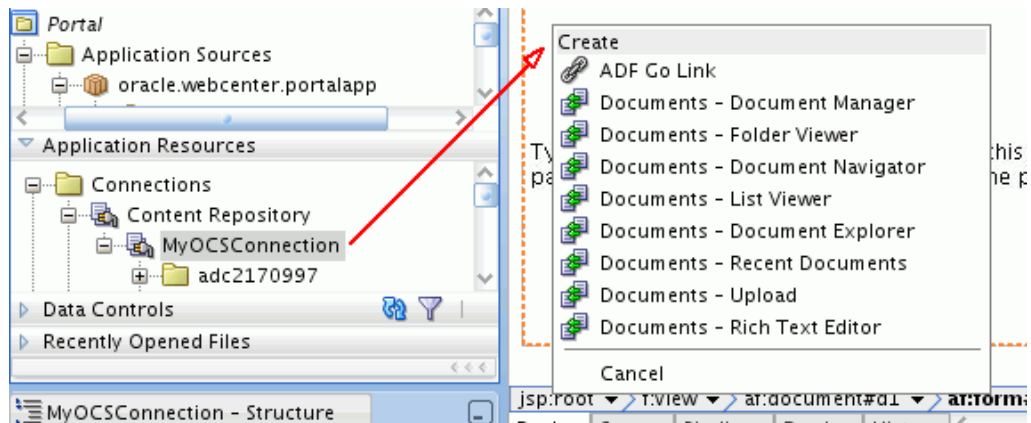 Portal
Application Sources
oracle.webcenter.portalapp
Application Resources
Connections
Content Repository
MyOCSConnection
adc2170997
Data Controls
Recently Opened Files
MyOCSConnection - Structure
Create
ADF Go Link
Documents - Document Manager
Documents - Folder Viewer
Documents - Document Navigator
Documents - List Viewer
Documents - Document Explorer
Documents - Recent Documents
Documents - Upload
Documents - Rich Text Editor
Cancel
jsp:root f:view af:document#d1 af:form#